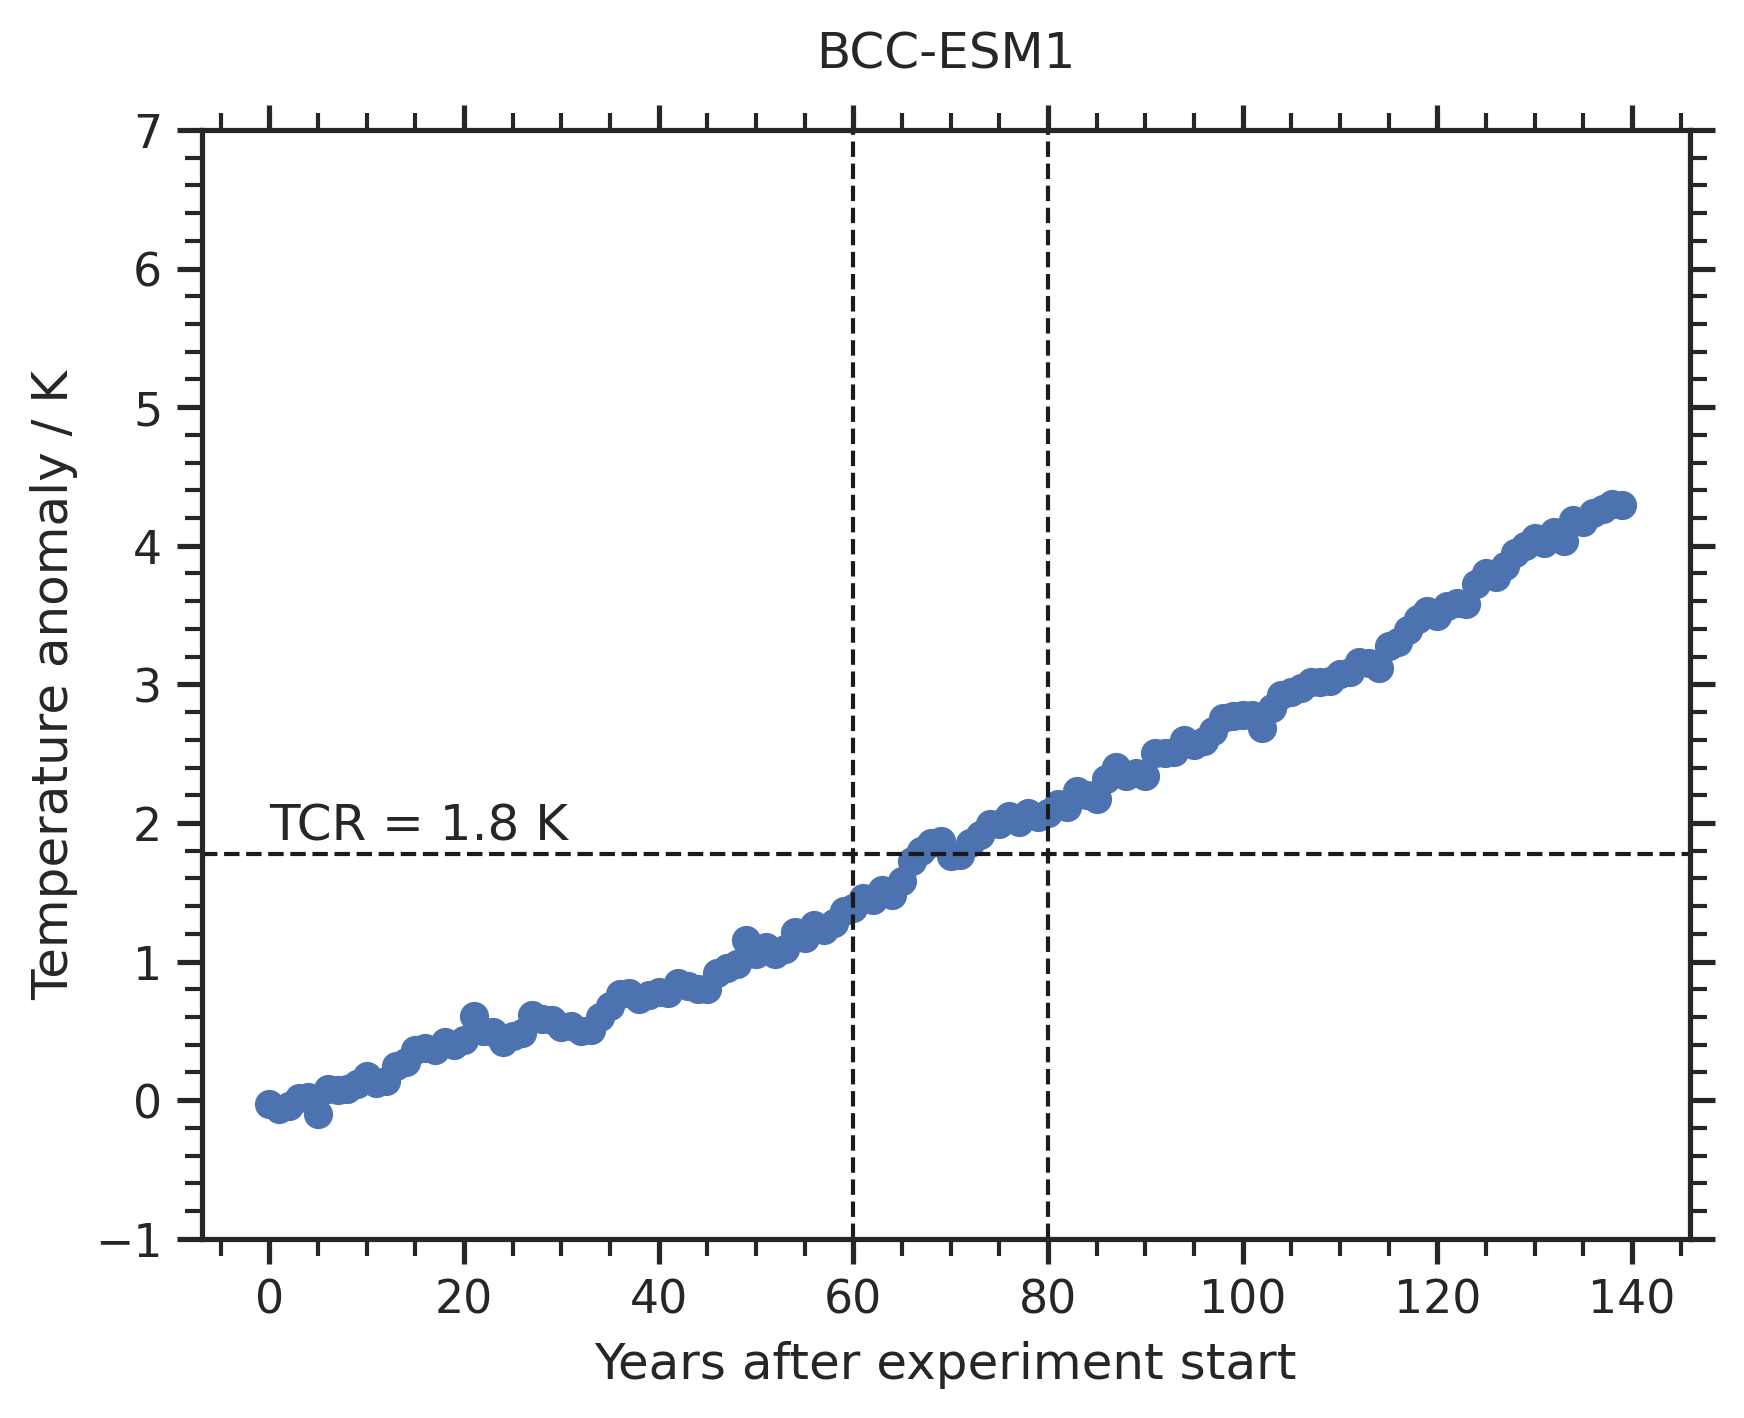 BCC-ESM1
7
6
5
4
3
2
1
0
−1
Temperature anomaly / K
TCR = 1.8 K
0 20 40 60 80 100 120 140
Years after experiment start